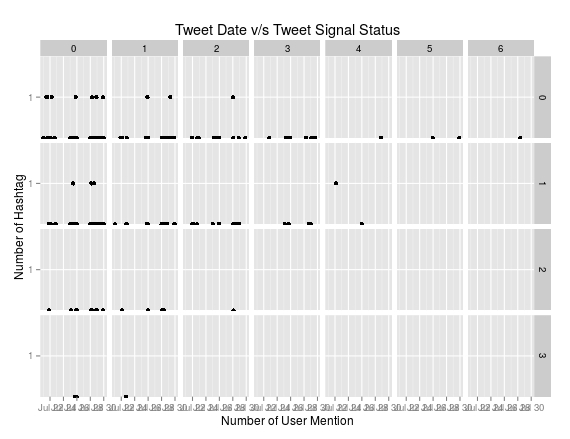 Tweet Date v/s Tweet Signal Status
0 1 2 3 4 5 6
1 0
1 1
1 2
1 3
Number of Hashtag
Number of User Mention